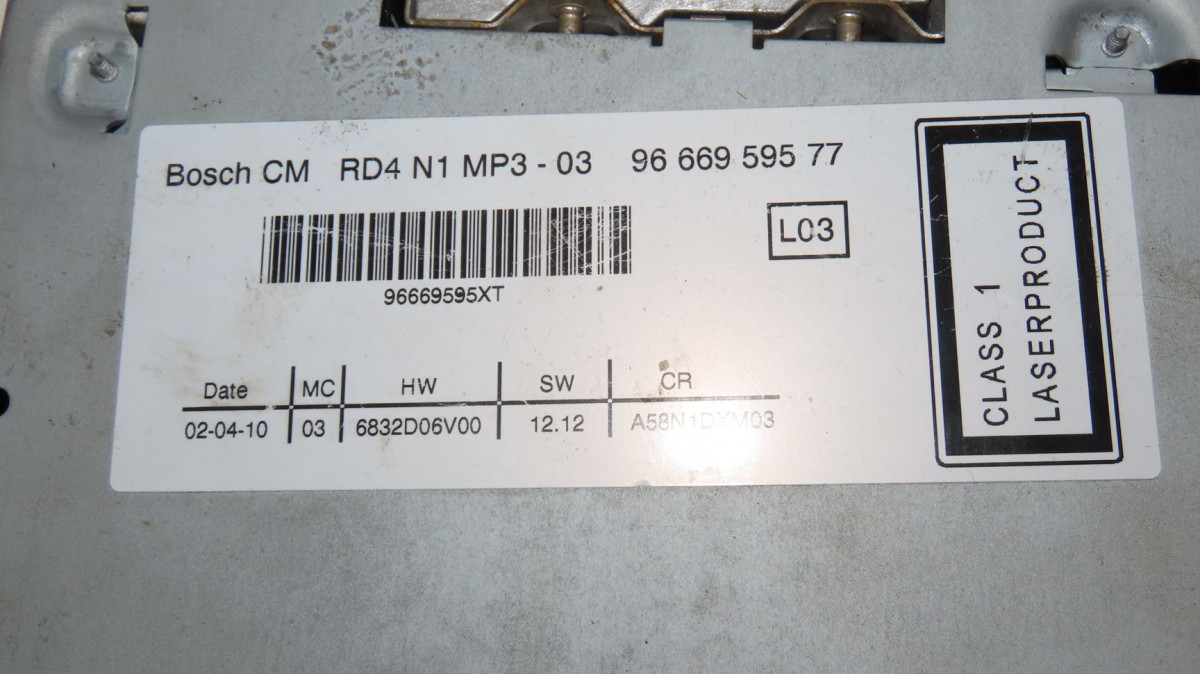 Bosch CM RD4 N1 MP3 - 03 96 669 595 77
L03
96669595XT
Date MC HW SW CR
02-04-10 03 6832D06V00 12.12 A58N1DXM03
CLASS 1
LASERPRODUCT